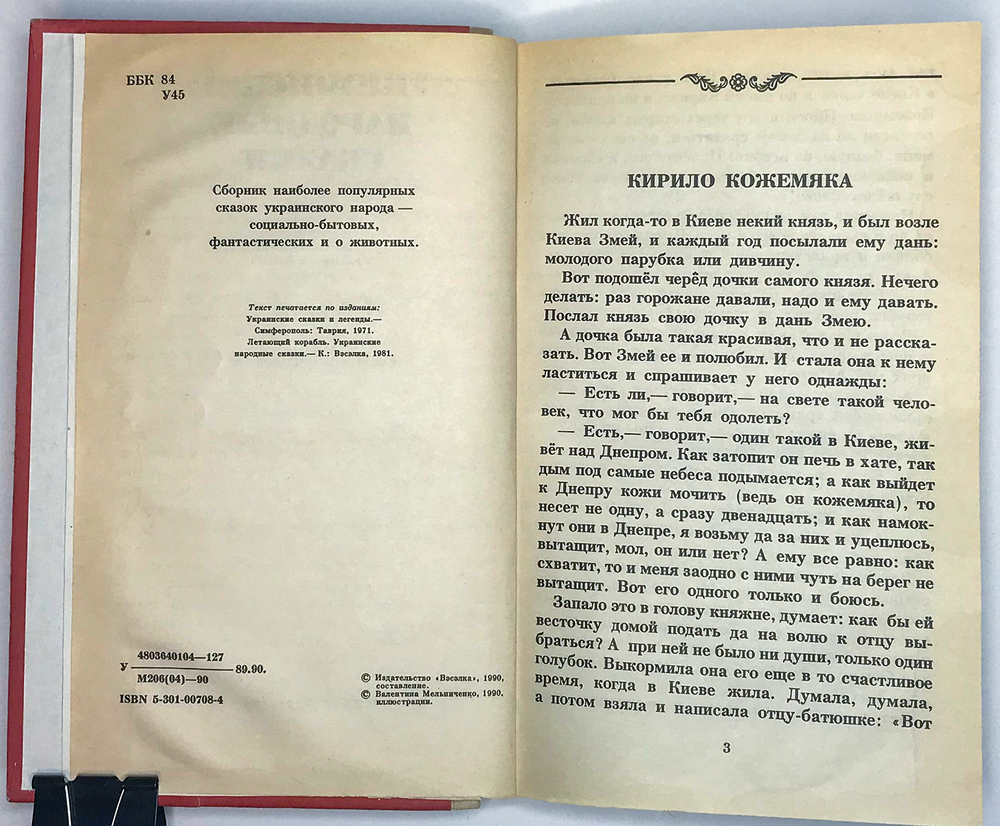 ББК 84
У45
Сборник наиболее популярных
сказок украинского народа —
социально-бытовых,
фантастических и о животных.
Текст печатается по изданиям:
Украинские сказки и легенды.—
Симферополь: Таврия, 1971.
Летающий корабль. Украинские
народные сказки.— К.: Вэсэлка, 1981.
4803640104—127
У 89.90.
М206(04)—90
ISBN 5-301-00708-4
© Издательство «Вэсэлка», 1990,
составление.
© Валентина Мельниченко, 1990.
иллюстрации.
КИРИЛО КОЖЕМЯКА
Жил когда-то в Киеве некий князь, и был возле
Киева Змей, и каждый год посылали ему дань:
молодого парубка или дивчину.
Вот подошёл черёд дочки самого князя. Нечего
делать: раз горожане давали, надо и ему давать.
Послал князь свою дочку в дань Змею.
А дочка была такая красивая, что и не расска-
зать. Вот Змей ее и полюбил. И стала она к нему
ластиться и спрашивает у него однажды:
— Есть ли,— говорит,— на свете такой чело-
век, что мог бы тебя одолеть?
— Есть,— говорит,— один такой в Киеве, жи-
вёт над Днепром. Как затопит он печь в хате, так
дым под самые небеса подымается; а как выйдет
к Днепру кожи мочить (ведь он кожемяка), то
несет не одну, а сразу двенадцать; и как намок-
нут они в Днепре, я возьму да за них и уцеплюсь,
вытащит, мол, он или нет? А ему все равно: как
схватит, то и меня заодно с ними чуть на берег не
вытащит. Вот его одного только и боюсь.
Запало это в голову княжне, думает: как бы ей
весточку домой подать да на волю к отцу вы-
браться? А при ней не было ни души, только один
голубок. Выкормила она его еще в то счастливое
время, когда в Киеве жила. Думала, думала,
а потом взяла и написала отцу-батюшке: «Вот
3